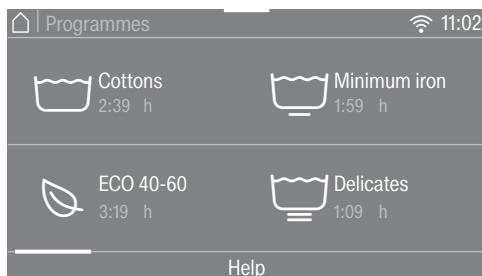 Programmes
11:02
Cottons
2:39 h
Minimum iron
1:59 h
ECO 40-60
3:19 h
Delicates
1:09 h
Help